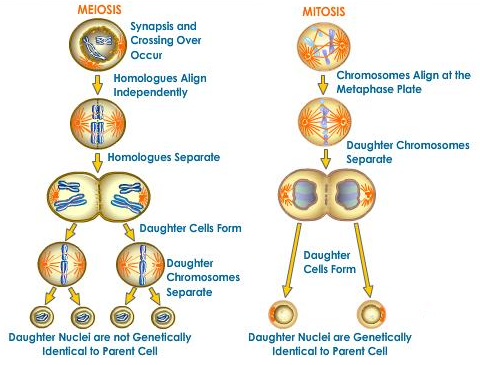 MEIOSIS
Synapsis and
Crossing Over
Occur
Homologues Align
Independently
Homologues Separate
Daughter Cells Form
Daughter
Chromosomes
Separate
Daughter Nuclei are not Genetically
Identical to Parent Cell
MITOSIS
Chromosomes Align at the
Metaphase Plate
Daughter Chromosomes
Separate
Daughter
Cells Form
Daughter Nuclei are Genetically
Identical to Parent Cell